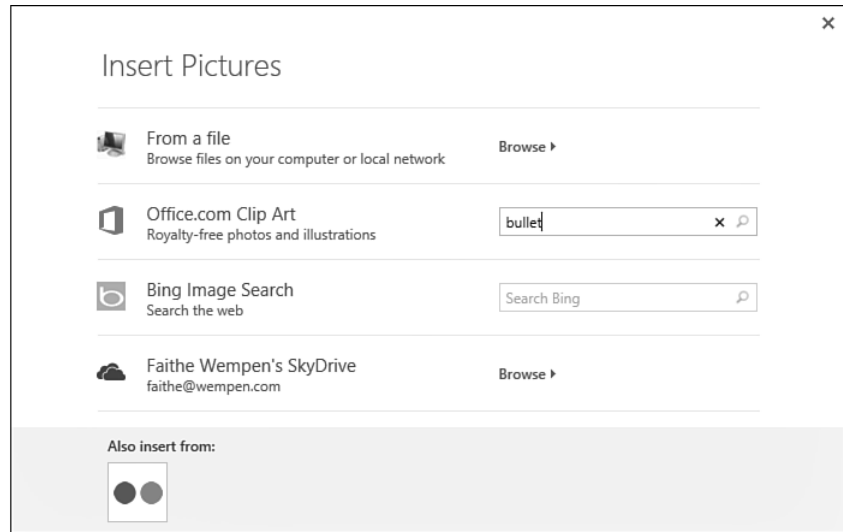 Insert Pictures
From a file
Browse files on your computer or local network
Browse
Office.com Clip Art
Royalty-free photos and illustrations
bullet
Bing Image Search
Search the web
Search Bing
Faithe Wempen's SkyDrive
faithe@wempen.com
Browse
Also insert from: